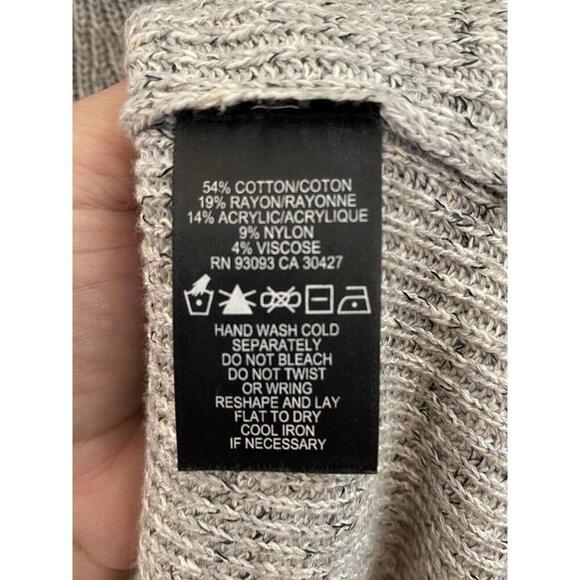 54% COTTON/COTON
19% RAYON/RAYONNE
14% ACRYLIC/ACRYLIQUE
9% NYLON
4% VISCOSE
RN 93093 CA 30427
HAND WASH COLD
SEPARATELY
DO NOT BLEACH
DO NOT TWIST
OR WRING
RESHAPE AND LAY
FLAT TO DRY
COOL IRON
IF NECESSARY